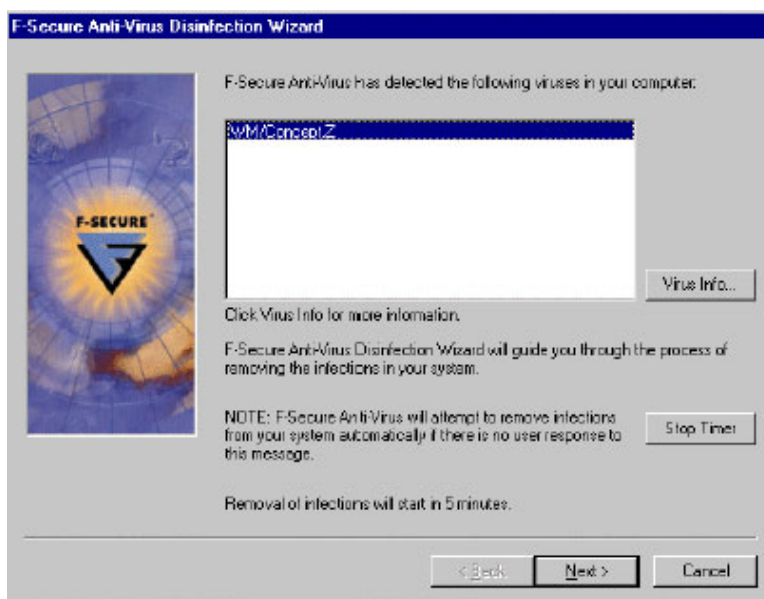 F-Secure Anti-Virus Disinfection Wizard
F-Secure Anti-Virus has detected the following viruses in your computer:
WM/Concept.Z
F-SECURE
Virus Info...
Click Virus Info for more information.
F-Secure Anti-Virus Disinfection Wizard will guide you through the process of
removing the infections in your system.
NOTE: F-Secure Anti-Virus will attempt to remove infections
from your system automatically if there is no user response to
this message.
Stop Timer
Removal of infections will start in 5 minutes.
< Back
Next >
Cancel